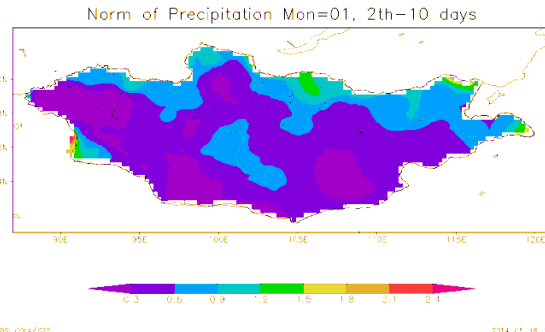 Norm of Precipitation Mon=01, 2th-10 days
90E 95E 100E 105E 110E 115E 120E
0.3 0.6 0.9 1.2 1.5 1.8 2.1 2.4